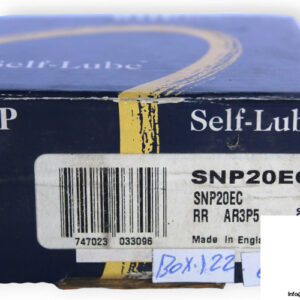 Self-Lube®
P Self-Lub
SNP20EC
SNP20EC
RR AR3P5
747023 033096
Made in Engla
BOX.122